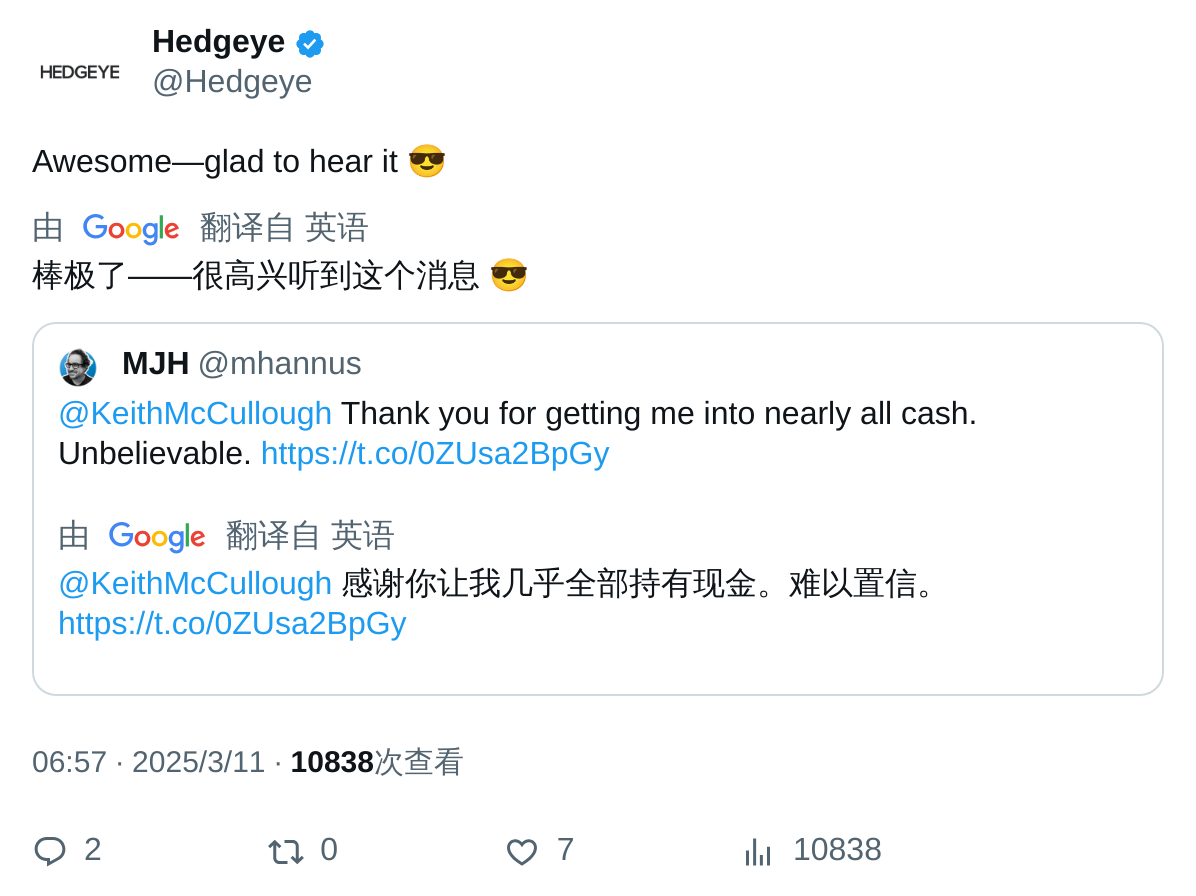 HEDGEYE
Hedgeye
@Hedgeye
Awesome—glad to hear it 😎
由 Google 翻译自 英语
棒极了——很高兴听到这个消息 😎
MJH @mhannus
@KeithMcCullough Thank you for getting me into nearly all cash.
Unbelievable. https://t.co/0ZUsa2BpGy
由 Google 翻译自 英语
@KeithMcCullough 感谢你让我几乎全部持有现金。难以置信。
https://t.co/0ZUsa2BpGy
06:57 · 2025/3/11 · 10838次查看
2 0 7 10838